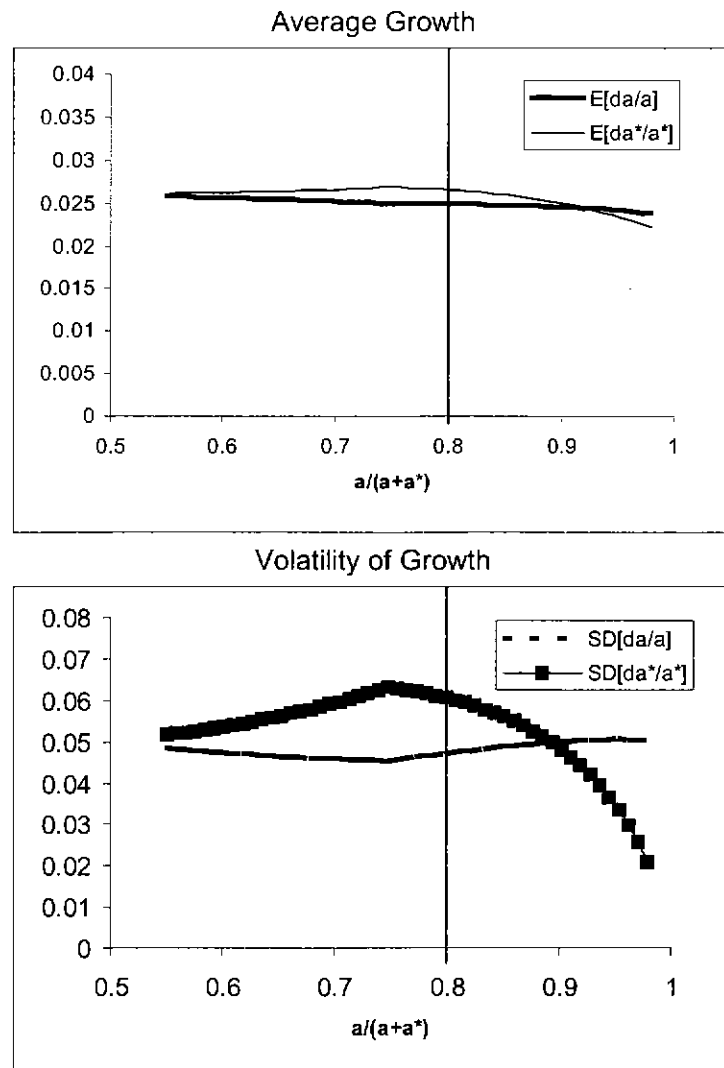 Average Growth
0.04
0.035
0.03
0.025
0.02
0.015
0.01
0.005
0
0.5 0.6 0.7 0.8 0.9 1
a/(a+a*)
E[da/a]
E[da*/a*]
Volatility of Growth
0.08
0.07
0.06
0.05
0.04
0.03
0.02
0.01
0
0.5 0.6 0.7 0.8 0.9 1
a/(a+a*)
SD[da/a]
SD[da*/a*]